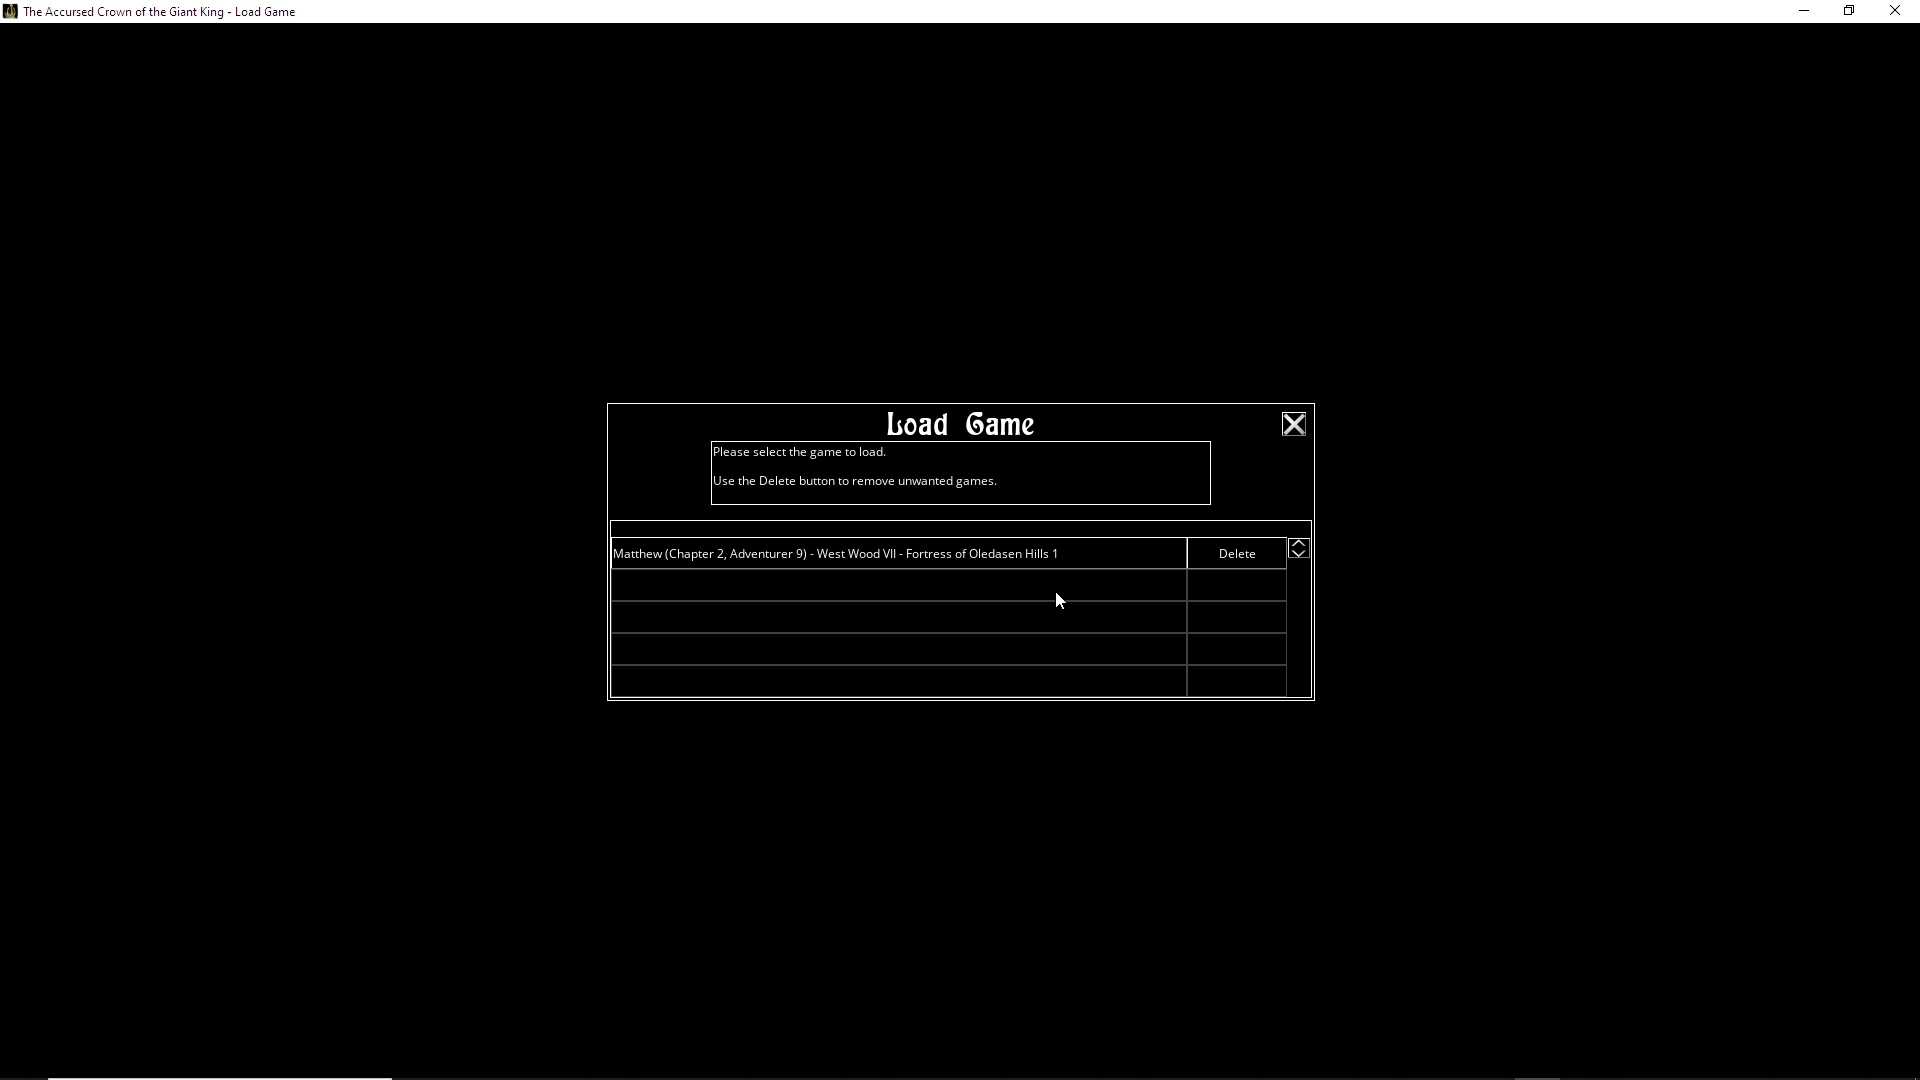 The Accursed Crown of the Giant King - Load Game
Load Game
Please select the game to load.
Use the Delete button to remove unwanted games.
Matthew (Chapter 2, Adventurer 9) - West Wood VII - Fortress of Oledasen Hills 1
Delete